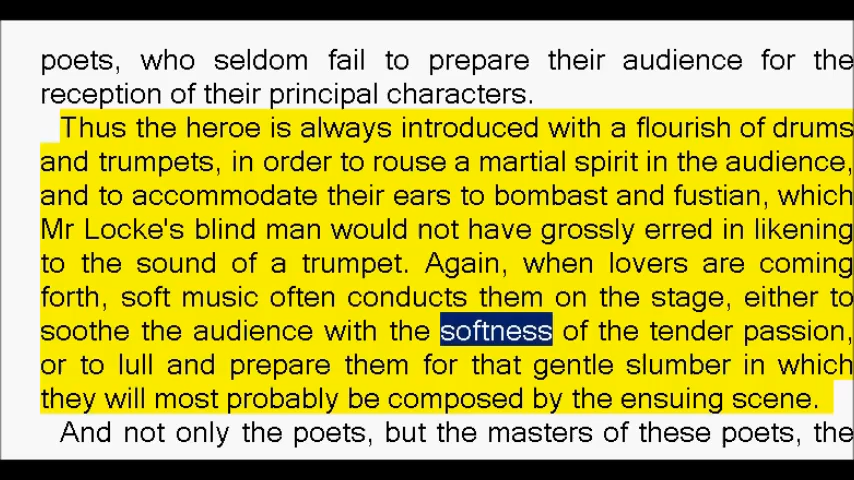 poets, who seldom fail to prepare their audience for the
reception of their principal characters.
Thus the heroe is always introduced with a flourish of drums
and trumpets, in order to rouse a martial spirit in the audience,
and to accommodate their ears to bombast and fustian, which
Mr Locke's blind man would not have grossly erred in likening
to the sound of a trumpet. Again, when lovers are coming
forth, soft music often conducts them on the stage, either to
soothe the audience with the softness of the tender passion,
or to lull and prepare them for that gentle slumber in which
they will most probably be composed by the ensuing scene.
And not only the poets, but the masters of these poets, the